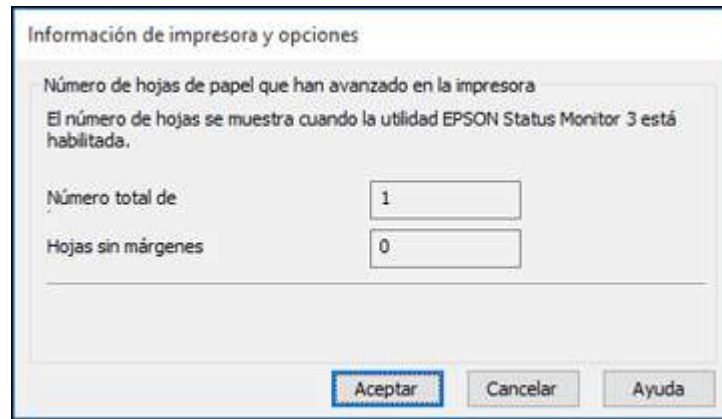 Información de impresora y opciones
Número de hojas de papel que han avanzado en la impresora
El número de hojas se muestra cuando la utilidad EPSON Status Monitor 3 está
habilitada.
Número total de
1
Hojas sin márgenes
0
Aceptar
Cancelar
Ayuda